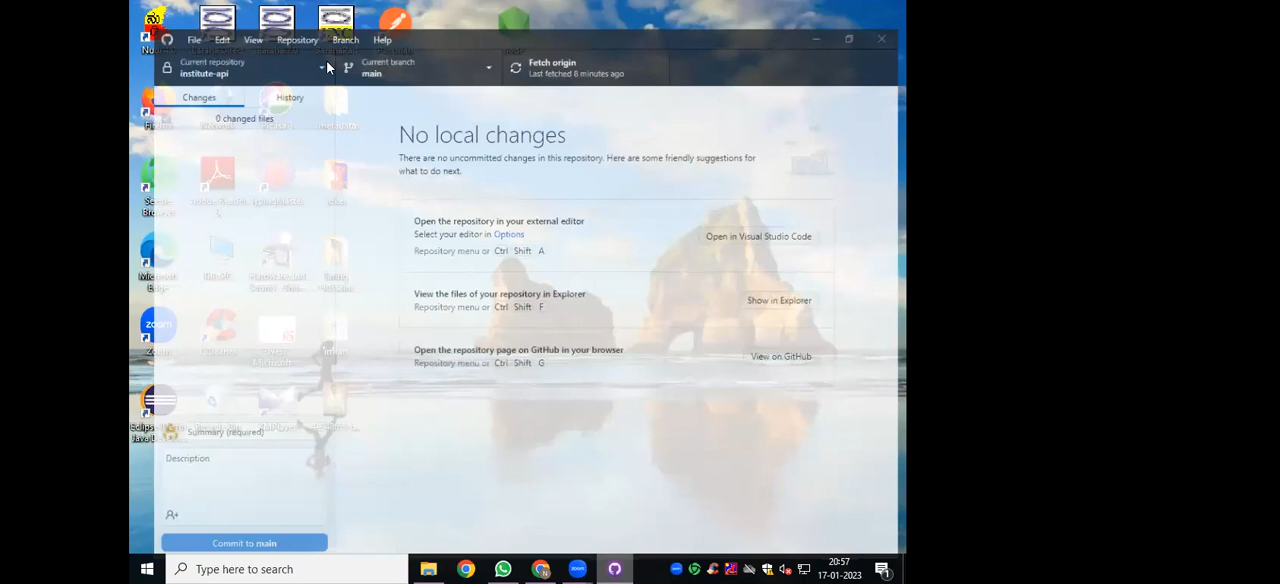 File Edit View Repository Branch Help
Current repository
institute-api
Current branch
main
Fetch origin
Last fetched 8 minutes ago
Changes
History
0 changed files
No local changes
There are no uncommitted changes in this repository. Here are some friendly suggestions for
what to do next.
Open the repository in your external editor
Select your editor in Options
Repository menu or Ctrl Shift A
Open in Visual Studio Code
View the files of your repository in Explorer
Repository menu or Ctrl Shift F
Show in Explorer
Open the repository page on GitHub in your browser
Repository menu or Ctrl Shift G
View on GitHub
Summary (required)
Description
Commit to main
Microsoft
Edge
zoom
Zoom
Type here to search
20:57
17-01-2023